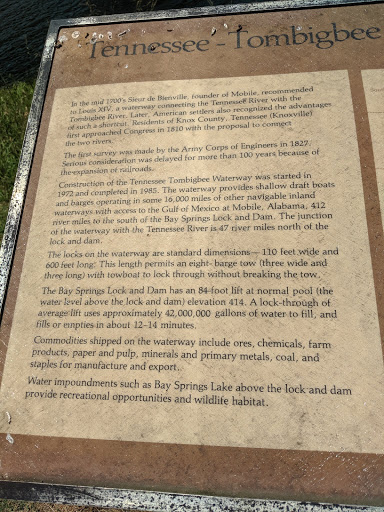 Tennessee - Tombigbee
In the mid 1700's Sieur de Bienville, founder of Mobile, recommended
to Louis XIV, a waterway connecting the Tennessee River with the
Tombigbee River. Later, American settlers also recognized the advantages
of such a shortcut. Residents of Knox County, Tennessee (Knoxville)
first approached Congress in 1810 with the proposal to connect
the two rivers.
The first survey was made by the Army Corps of Engineers in 1827.
Serious consideration was delayed for more than 100 years because of
the expansion of railroads.
Construction of the Tennessee Tombigbee Waterway was started in
1972 and completed in 1985. The waterway provides shallow draft boats
and barges operating in some 16,000 miles of other navigable inland
waterways with access to the Gulf of Mexico at Mobile, Alabama, 412
river miles to the south of the Bay Springs Lock and Dam. The junction
of the waterway with the Tennessee River is 47 river miles north of the
lock and dam.
The locks on the waterway are standard dimensions — 110 feet wide and
600 feet long. This length permits an eight- barge tow (three wide and
three long) with towboat to lock through without breaking the tow.
The Bay Springs Lock and Dam has an 84-foot lift at normal pool (the
water level above the lock and dam) elevation 414. A lock-through of
average lift uses approximately 42,000,000 gallons of water to fill, and
fills or empties in about 12-14 minutes.
Commodities shipped on the waterway include ores, chemicals, farm
products, paper and pulp, minerals and primary metals, coal, and
staples for manufacture and export.
Water impoundments such as Bay Springs Lake above the lock and dam
provide recreational opportunities and wildlife habitat.